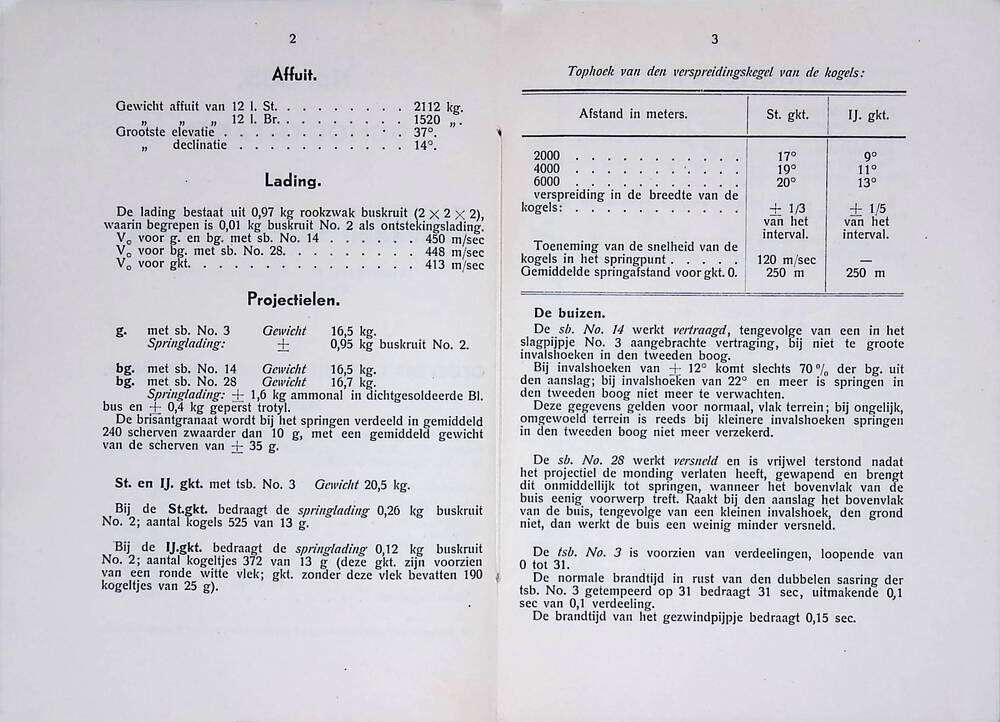 2
Affuit.
Gewicht affuit van 12 l. St. . . . . . . . . 2112 kg.
„ „ „ 12 l. Br. . . . . . . . . 1520 „ .
Grootste elevatie . . . . . . . . . . . 37°.
„ declinatie . . . . . . . . . . . 14°.
Lading.
De lading bestaat uit 0,97 kg rookzwak buskruit (2 × 2 × 2),
waarin begrepen is 0,01 kg buskruit No. 2 als ontstekingslading.
V₀ voor g. en bg. met sb. No. 14 . . . . . . 450 m/sec
V₀ voor bg. met sb. No. 28. . . . . . . . . 448 m/sec
V₀ voor gkt. . . . . . . . . . . . . . . 413 m/sec
Projectielen.
g. met sb. No. 3 Gewicht 16,5 kg.
Springlading: ± 0,95 kg buskruit No. 2.
bg. met sb. No. 14 Gewicht 16,5 kg.
bg. met sb. No. 28 Gewicht 16,7 kg.
Springlading: ± 1,6 kg ammonal in dichtgesoldeerde Bl.
bus en ± 0,4 kg geperst trotyl.
De brisantgranaat wordt bij het springen verdeeld in gemiddeld
240 scherven zwaarder dan 10 g, met een gemiddeld gewicht
van de scherven van ± 35 g.
St. en IJ. gkt. met tsb. No. 3 Gewicht 20,5 kg.
Bij de St.gkt. bedraagt de springlading 0,26 kg buskruit
No. 2; aantal kogels 525 van 13 g.
Bij de IJ.gkt. bedraagt de springlading 0,12 kg buskruit
No. 2; aantal kogeltjes 372 van 13 g (deze gkt. zijn voorzien
van een ronde witte vlek; gkt. zonder deze vlek bevatten 190
kogeltjes van 25 g).
3
Tophoek van den verspreidingskegel van de kogels:
Afstand in meters. St. gkt. IJ. gkt.
2000 . . . . . . . . . . . 17° 9°
4000 . . . . . . . . . . . 19° 11°
6000 . . . . . . . . . . . 20° 13°
verspreiding in de breedte van de
kogels: . . . . . . . . . . . ± 1/3 ± 1/5
van het van het
interval. interval.
Toeneming van de snelheid van de
kogels in het springpunt . . . . . 120 m/sec —
Gemiddelde springafstand voor gkt. 0. 250 m 250 m
De buizen.
De sb. No. 14 werkt vertraagd, tengevolge van een in het
slagpijpje No. 3 aangebrachte vertraging, bij niet te groote
invalshoeken in den tweeden boog.
Bij invalshoeken van ± 12° komt slechts 70 % der bg. uit
den aanslag; bij invalshoeken van 22° en meer is springen in
den tweeden boog niet meer te verwachten.
Deze gegevens gelden voor normaal, vlak terrein; bij ongelijk,
omgewoeld terrein is reeds bij kleinere invalshoeken springen
in den tweeden boog niet meer verzekerd.
De sb. No. 28 werkt versneld en is vrijwel terstond nadat
het projectiel de monding verlaten heeft, gewapend en brengt
dit onmiddellijk tot springen, wanneer het bovenvlak van de
buis eenig voorwerp treft. Raakt bij den aanslag het bovenvlak
van de buis, tengevolge van een kleinen invalshoek, den grond
niet, dan werkt de buis een weinig minder versneld.
De tsb. No. 3 is voorzien van verdeelingen, loopende van
0 tot 31.
De normale brandtijd in rust van den dubbelen sasring der
tsb. No. 3 getempeerd op 31 bedraagt 31 sec, uitmakende 0,1
sec van 0,1 verdeeling.
De brandtijd van het gezwindpijpje bedraagt 0,15 sec.